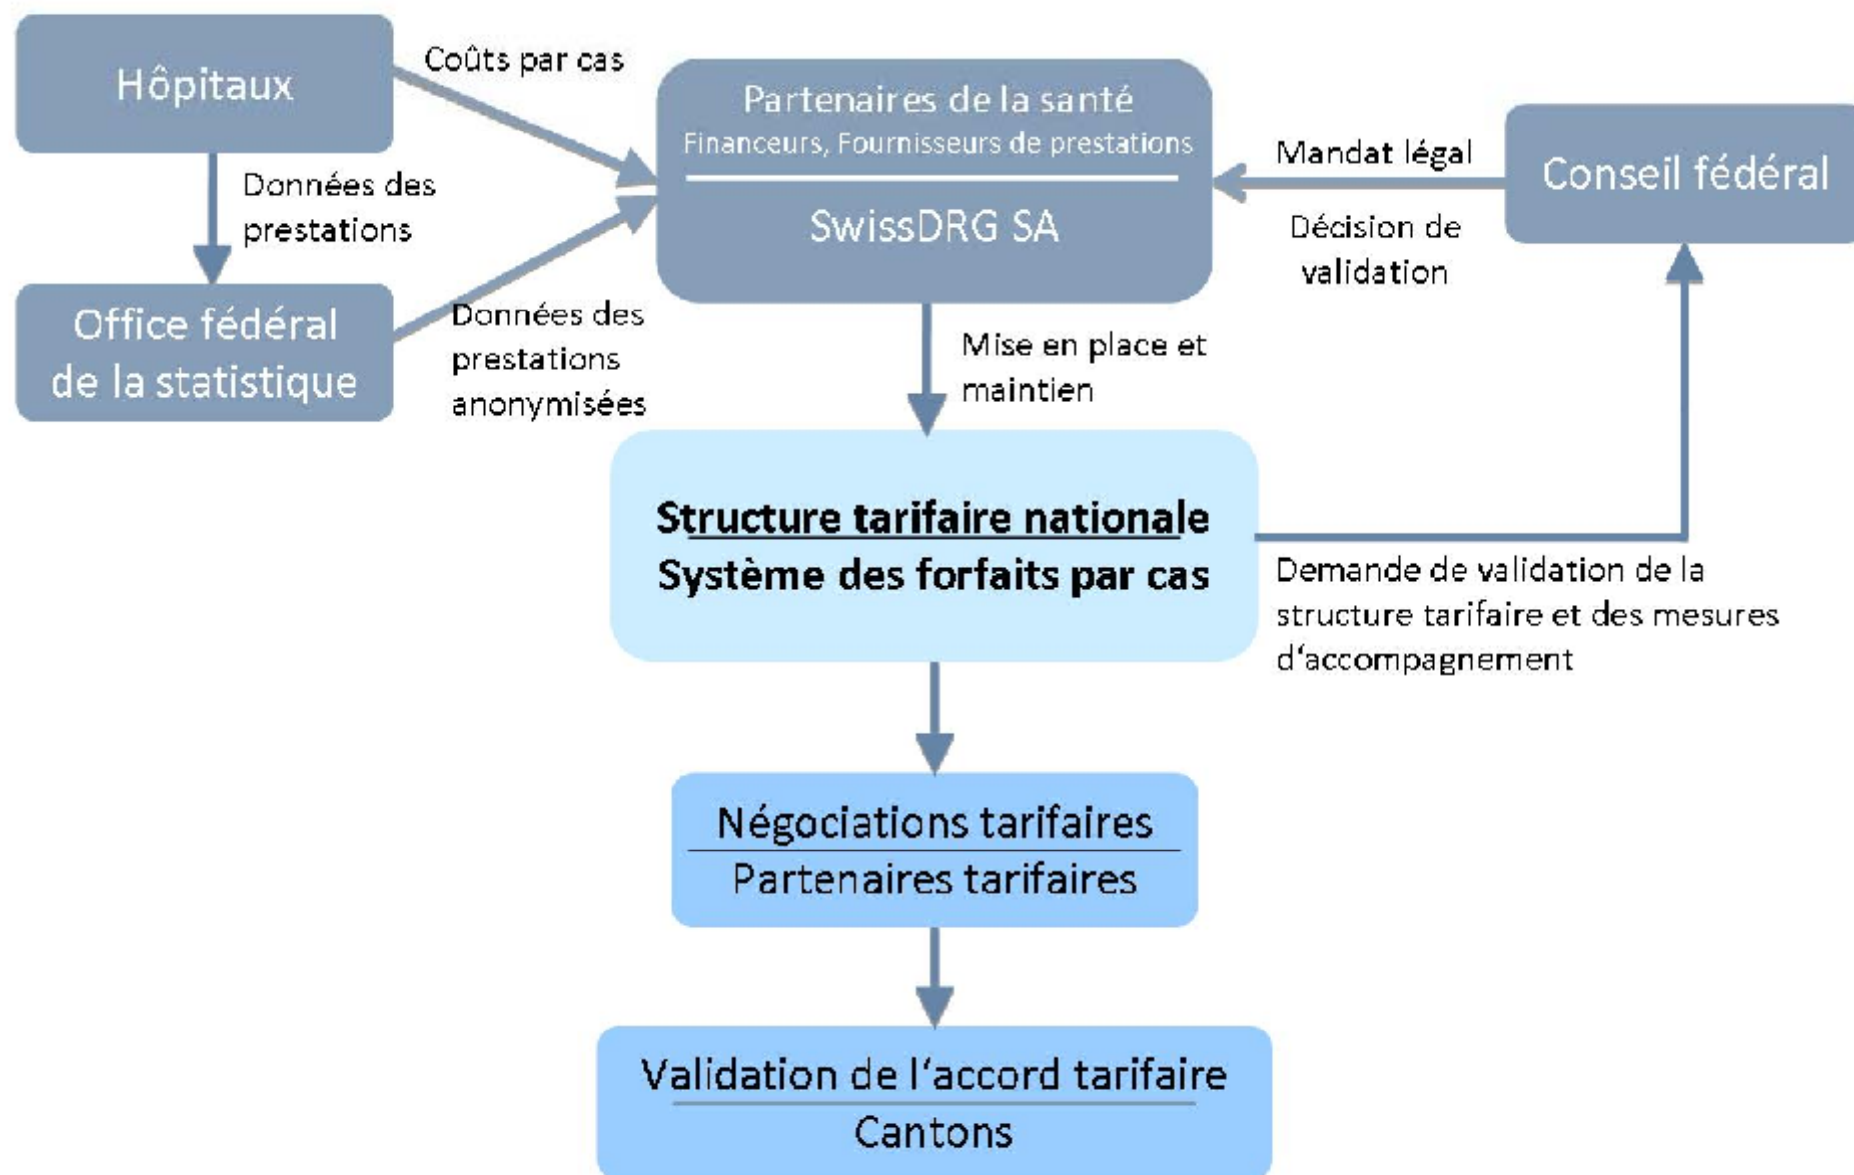 Hôpitaux
Coûts par cas
Partenaires de la santé
Financeurs, Fournisseurs de prestations
SwissDRG SA
Mandat légal
Décision de
validation
Conseil fédéral
Données des
prestations
Office fédéral
de la statistique
Données des
prestations
anonymisées
Mise en place et
maintien
Structure tarifaire nationale
Système des forfaits par cas
Demande de validation de la
structure tarifaire et des mesures
d‘accompagnement
Négociations tarifaires
Partenaires tarifaires
Validation de l‘accord tarifaire
Cantons